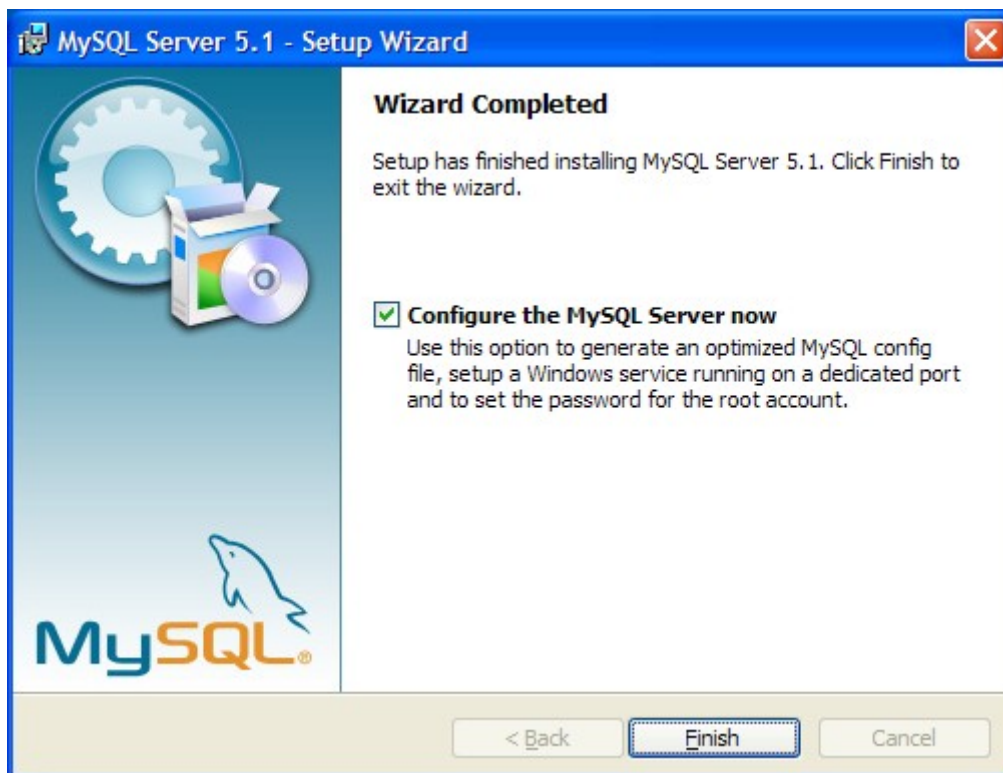 MySQL Server 5.1 - Setup Wizard
Wizard Completed
Setup has finished installing MySQL Server 5.1. Click Finish to
exit the wizard.
Configure the MySQL Server now
Use this option to generate an optimized MySQL config
file, setup a Windows service running on a dedicated port
and to set the password for the root account.
MySQL®
< Back
Finish
Cancel